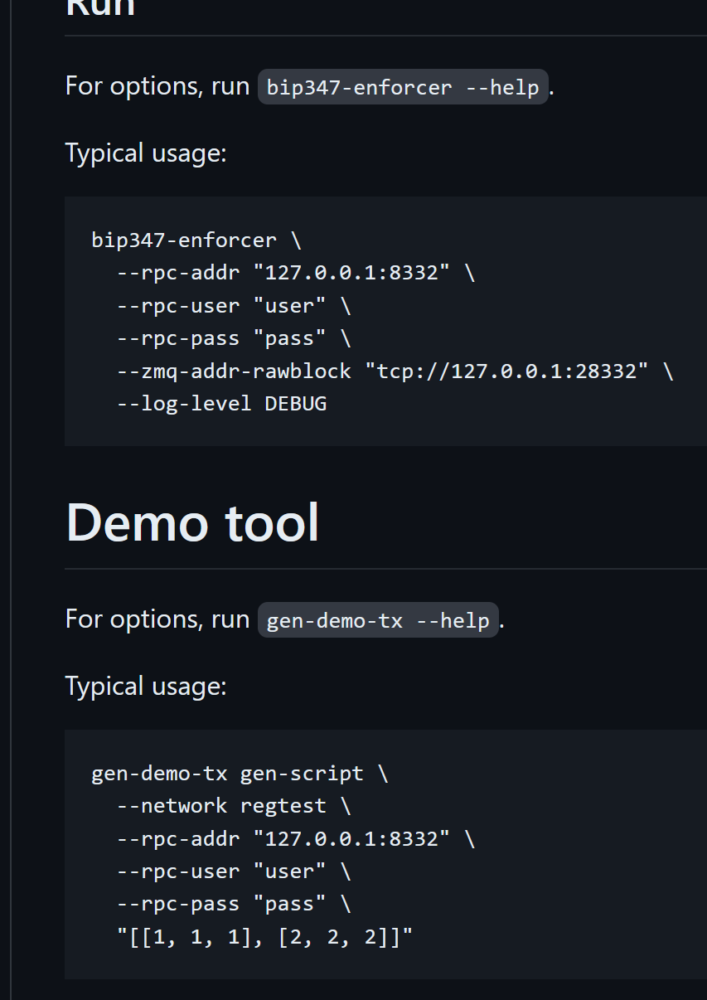 Run
For options, run bip347-enforcer --help.
Typical usage:
bip347-enforcer \
--rpc-addr "127.0.0.1:8332" \
--rpc-user "user" \
--rpc-pass "pass" \
--zmq-addr-rawblock "tcp://127.0.0.1:28332" \
--log-level DEBUG
Demo tool
For options, run gen-demo-tx --help.
Typical usage:
gen-demo-tx gen-script \
--network regtest \
--rpc-addr "127.0.0.1:8332" \
--rpc-user "user" \
--rpc-pass "pass" \
"[[1, 1, 1], [2, 2, 2]]"